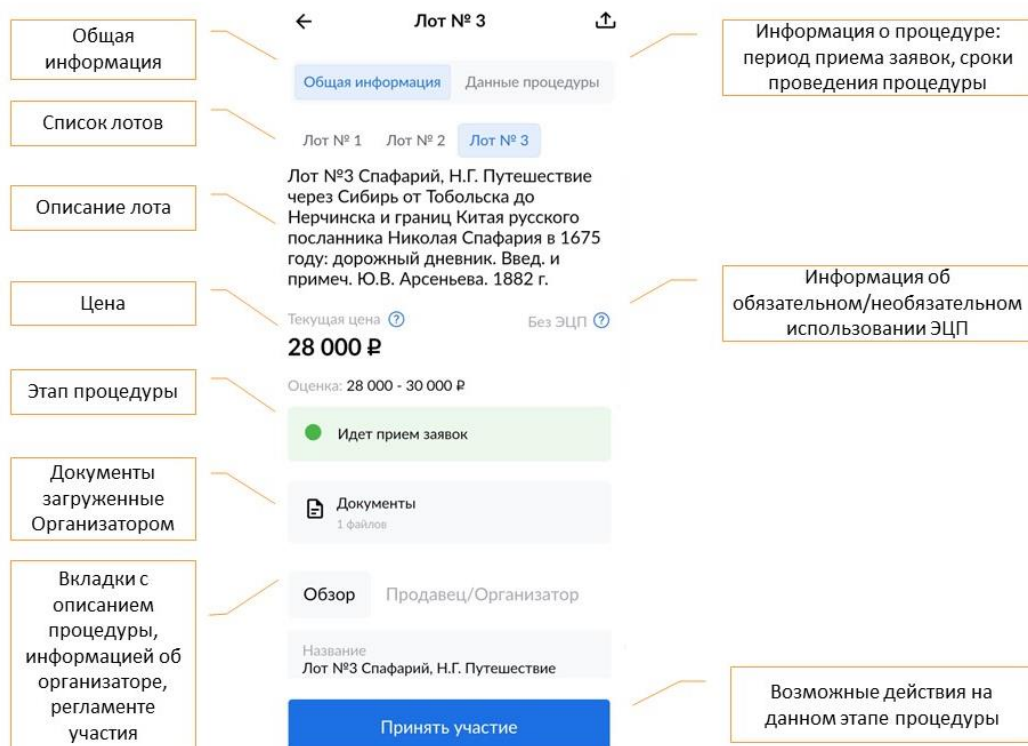 Общая
информация
Список лотов
Описание лота
Цена
Этап процедуры
Документы
загруженные
Организатором
Вкладки с
описанием
процедуры,
информацией об
организаторе,
регламенте
участия
Лот № 3
Общая информация Данные процедуры
Лот № 1 Лот № 2 Лот № 3
Лот №3 Спафарий, Н.Г. Путешествие
через Сибирь от Тобольска до
Нерчинска и границ Китая русского
посланника Николая Спафария в 1675
году: дорожный дневник. Введ. и
примеч. Ю.В. Арсеньева. 1882 г.
Текущая цена ? Без ЭЦП ?
28 000 ₽
Оценка: 28 000 - 30 000 ₽
Идет прием заявок
Документы
1 файлов
Обзор Продавец/Организатор
Название
Лот №3 Спафарий, Н.Г. Путешествие
Принять участие
Информация о процедуре:
период приема заявок, сроки
проведения процедуры
Информация об
обязательном/необязательном
использовании ЭЦП
Возможные действия на
данном этапе процедуры